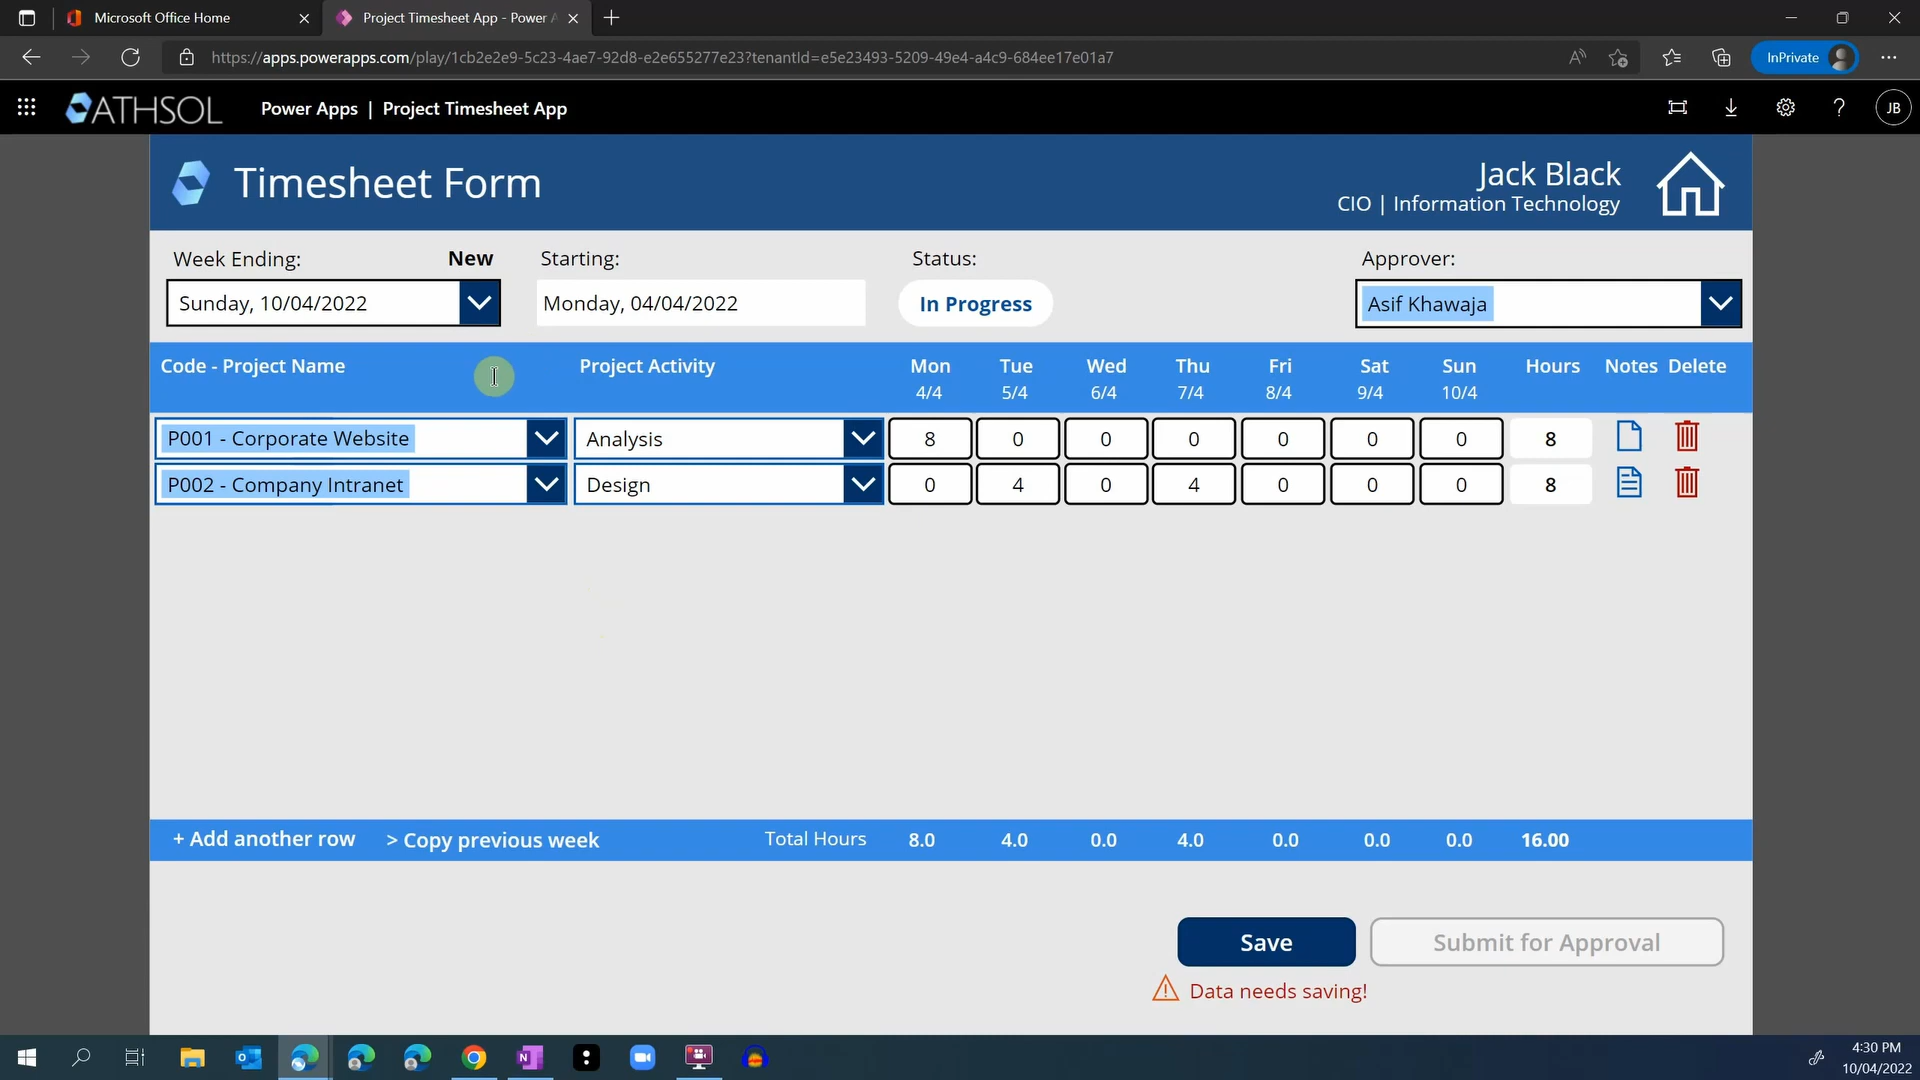 Microsoft Office Home
Project Timesheet App - Power A
https://apps.powerapps.com/play/1cb2e2e9-5c23-4ae7-92d8-e2e655277e23?tenantId=e5e23493-5209-49e4-a4c9-684ee17e01a7
InPrivate
ATHSOL
Power Apps | Project Timesheet App
JB
Timesheet Form
Jack Black
CIO | Information Technology
Week Ending: New Starting: Status: Approver:
Sunday, 10/04/2022 Monday, 04/04/2022 In Progress Asif Khawaja
Code - Project Name Project Activity Mon Tue Wed Thu Fri Sat Sun Hours Notes Delete
4/4 5/4 6/4 7/4 8/4 9/4 10/4
P001 - Corporate Website Analysis 8 0 0 0 0 0 0 8
P002 - Company Intranet Design 0 4 0 4 0 0 0 8
+ Add another row > Copy previous week Total Hours 8.0 4.0 0.0 4.0 0.0 0.0 0.0 16.00
Save Submit for Approval
Data needs saving!
4:30 PM
10/04/2022